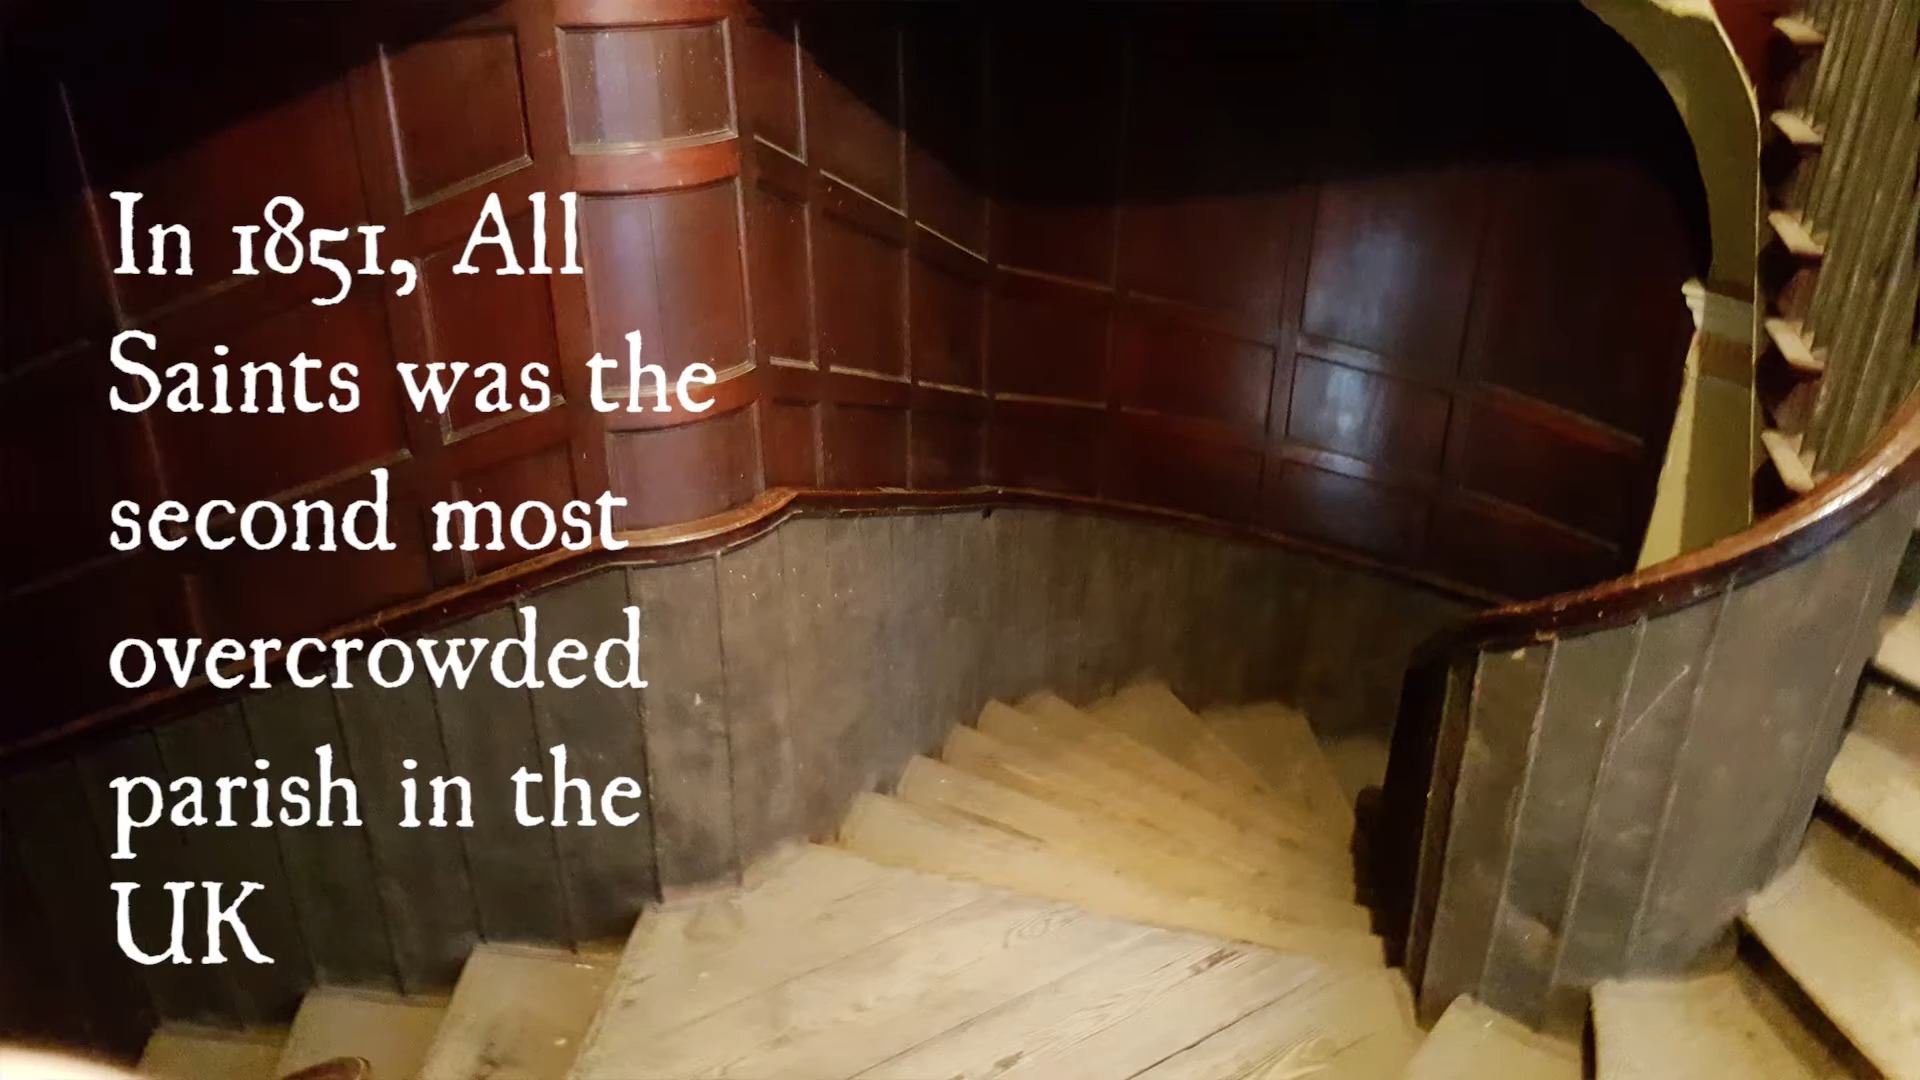 In 1851, All
Saints was the
second most
overcrowded
parish in the
UK